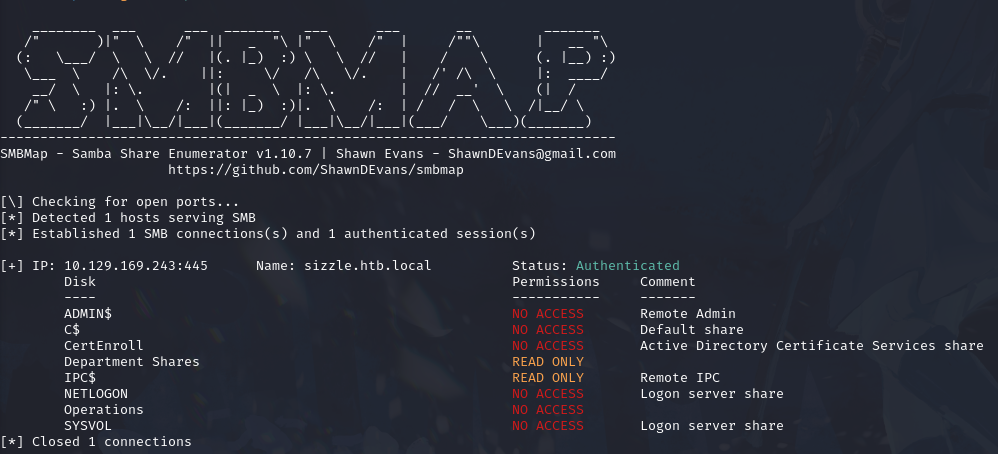 SMBMap - Samba Share Enumerator v1.10.7 | Shawn Evans - ShawnDEvans@gmail.com
https://github.com/ShawnDEvans/smbmap
[\] Checking for open ports...
[*] Detected 1 hosts serving SMB
[*] Established 1 SMB connections(s) and 1 authenticated session(s)
[+] IP: 10.129.169.243:445 Name: sizzle.htb.local Status: Authenticated
Disk Permissions Comment
---- ----------- -------
ADMIN$ NO ACCESS Remote Admin
C$ NO ACCESS Default share
CertEnroll NO ACCESS Active Directory Certificate Services share
Department Shares READ ONLY
IPC$ READ ONLY Remote IPC
NETLOGON NO ACCESS Logon server share
Operations NO ACCESS
SYSVOL NO ACCESS Logon server share
[*] Closed 1 connections